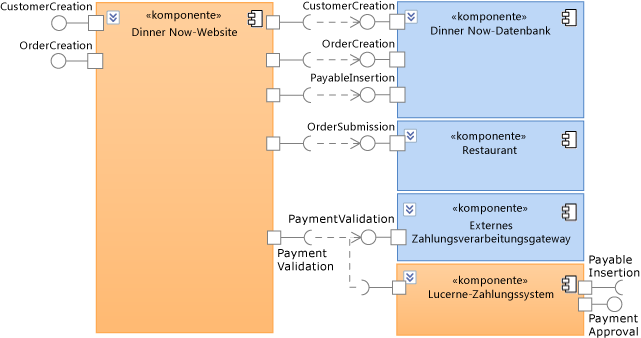 CustomerCreation
OrderCreation
«komponente»
Dinner Now-Website
CustomerCreation
OrderCreation
PayableInsertion
OrderSubmission
PaymentValidation
Payment
Validation
«komponente»
Dinner Now-Datenbank
«komponente»
Restaurant
«komponente»
Externes
Zahlungsverarbeitungsgateway
«komponente»
Lucerne-Zahlungssystem
Payable
Insertion
Payment
Approval